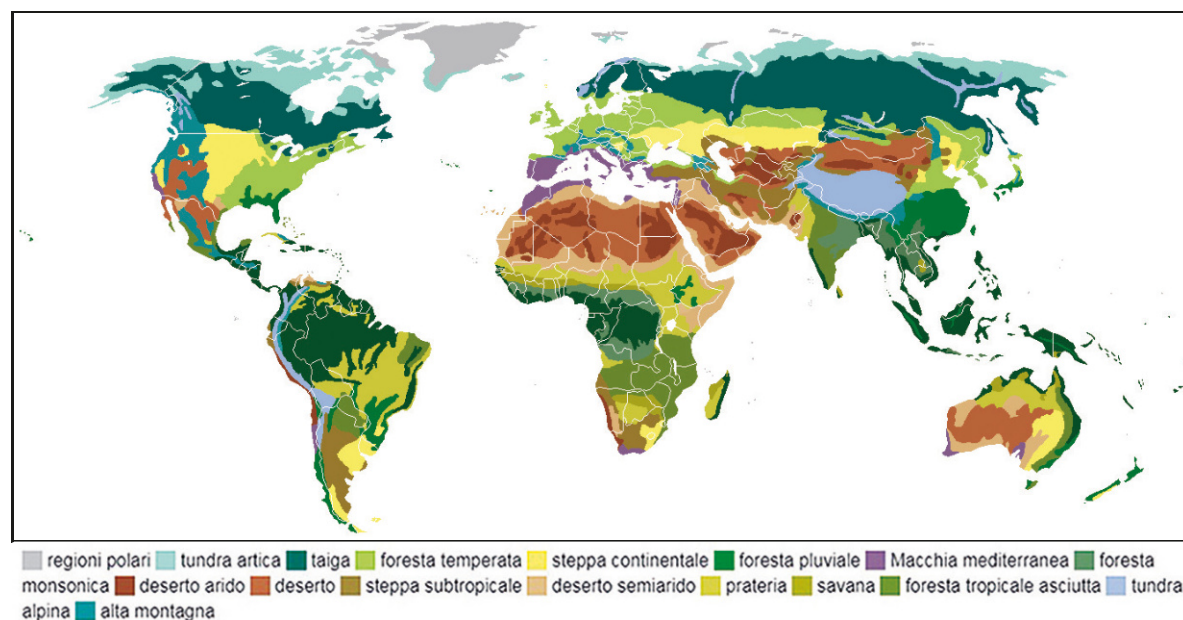 regioni polari tundra artica taiga foresta temperata steppa continentale foresta pluviale Macchia mediterranea foresta
monsonica deserto arido deserto steppa subtropicale deserto semiarido prateria savana foresta tropicale asciutta tundra
alpina alta montagna